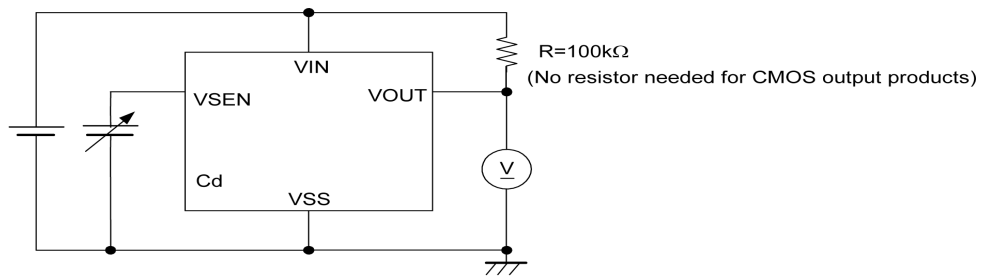 R=100kΩ
VIN
(No resistor needed for CMOS output products)
VSEN
VOUT
V
Cd
VSS